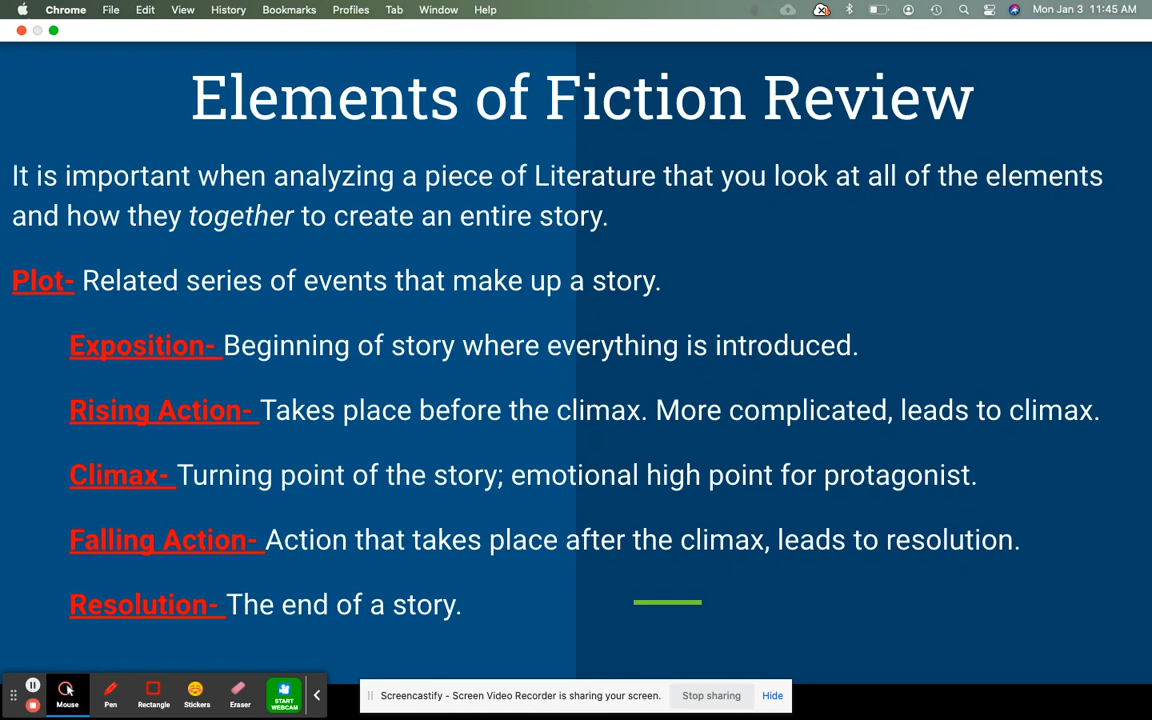 Chrome File Edit View History Bookmarks Profiles Tab Window Help Mon Jan 3 11:45 AM
Elements of Fiction Review
It is important when analyzing a piece of Literature that you look at all of the elements
and how they together to create an entire story.
Plot- Related series of events that make up a story.
Exposition- Beginning of story where everything is introduced.
Rising Action- Takes place before the climax. More complicated, leads to climax.
Climax- Turning point of the story; emotional high point for protagonist.
Falling Action- Action that takes place after the climax, leads to resolution.
Resolution- The end of a story.
Mouse Pen Rectangle Stickers Eraser START WEBCAM
Screencastify - Screen Video Recorder is sharing your screen. Stop sharing Hide